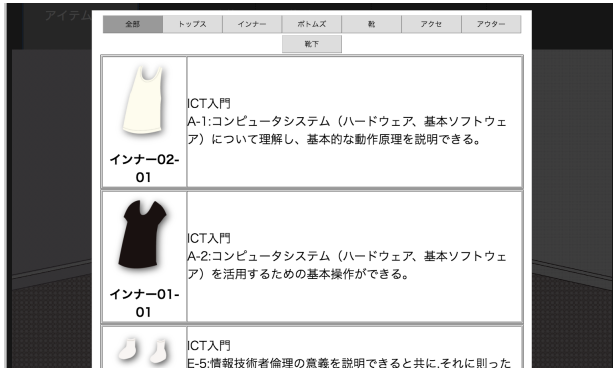 アイテム
全部 トップス インナー ボトムズ 靴 アクセ アウター
靴下
ICT入門
A-1:コンピュータシステム（ハードウェア、基本ソフトウェ
ア）について理解し、基本的な動作原理を説明できる。
インナー02-
01
ICT入門
A-2:コンピュータシステム（ハードウェア、基本ソフトウェ
ア）を活用するための基本操作ができる。
インナー01-
01
ICT入門
E-5:情報技術者倫理の意義を説明できると共に,それに則った